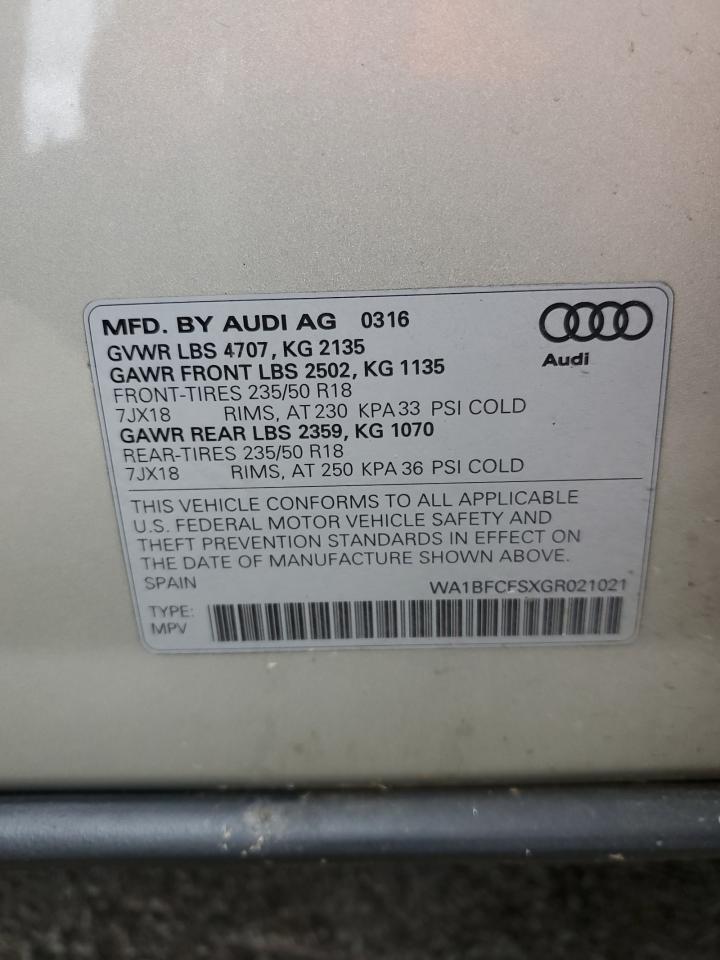 MFD. BY AUDI AG 0316
GVWR LBS 4707, KG 2135
GAWR FRONT LBS 2502, KG 1135
FRONT-TIRES 235/50 R18
7JX18 RIMS, AT 230 KPA 33 PSI COLD
GAWR REAR LBS 2359, KG 1070
REAR-TIRES 235/50 R18
7JX18 RIMS, AT 250 KPA 36 PSI COLD
Audi
THIS VEHICLE CONFORMS TO ALL APPLICABLE
U.S. FEDERAL MOTOR VEHICLE SAFETY AND
THEFT PREVENTION STANDARDS IN EFFECT ON
THE DATE OF MANUFACTURE SHOWN ABOVE.
SPAIN WA1BFCFSXGR021021
TYPE:
MPV